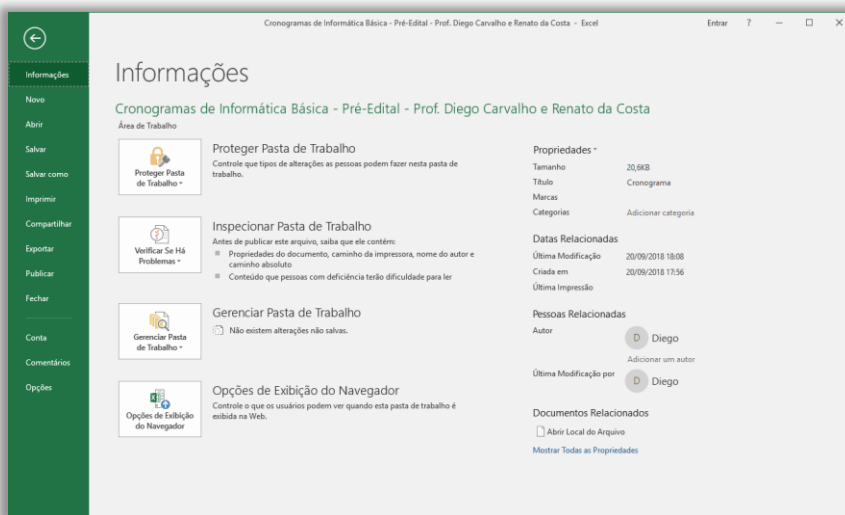 Cronogramas de Informática Básica - Pré-Edital - Prof. Diego Carvalho e Renato da Costa - Excel
Entrar ?
Informações
Novo
Abrir
Salvar
Salvar como
Imprimir
Compartilhar
Exportar
Publicar
Fechar
Conta
Comentários
Opções
Informações
Cronogramas de Informática Básica - Pré-Edital - Prof. Diego Carvalho e Renato da Costa
Área de Trabalho
Proteger Pasta
de Trabalho
Proteger Pasta de Trabalho
Controle que tipos de alterações as pessoas podem fazer nesta pasta de
trabalho.
Verificar Se Há
Problemas
Inspecionar Pasta de Trabalho
Antes de publicar este arquivo, saiba que ele contém:
Propriedades do documento, caminho da impressora, nome do autor e
caminho absoluto
Conteúdo que pessoas com deficiência terão dificuldade para ler
Gerenciar Pasta
de Trabalho
Gerenciar Pasta de Trabalho
Não existem alterações não salvas.
Opções de Exibição
do Navegador
Opções de Exibição do Navegador
Controle o que os usuários podem ver quando esta pasta de trabalho é
exibida na Web.
Propriedades
Tamanho 20,6KB
Título Cronograma
Marcas
Categorias Adicionar categoria
Datas Relacionadas
Última Modificação 20/09/2018 18:08
Criada em 20/09/2018 17:56
Última Impressão
Pessoas Relacionadas
Autor
D Diego
Adicionar um autor
Última Modificação por
D Diego
Documentos Relacionados
Abrir Local do Arquivo
Mostrar Todas as Propriedades